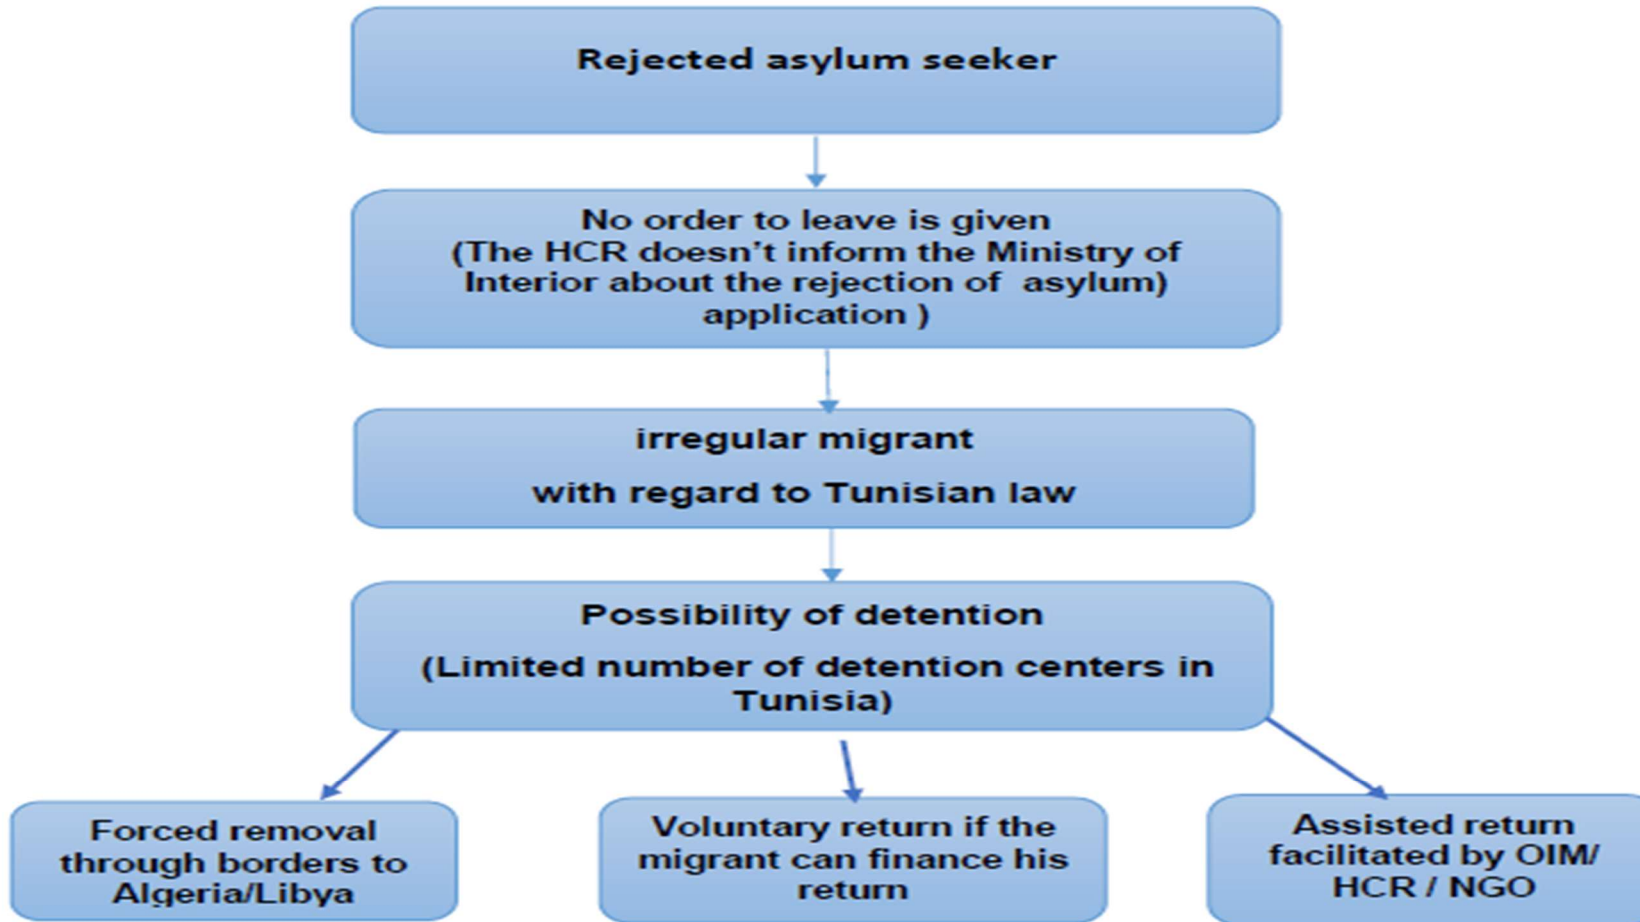 Rejected asylum seeker
No order to leave is given
(The HCR doesn’t inform the Ministry of
Interior about the rejection of  asylum)
application )
irregular migrant
with regard to Tunisian law
Possibility of detention
(Limited number of detention centers in
Tunisia)
Forced removal
through borders to
Algeria/Libya
Voluntary return if the
migrant can finance his
return
Assisted return
facilitated by OIM/
HCR / NGO